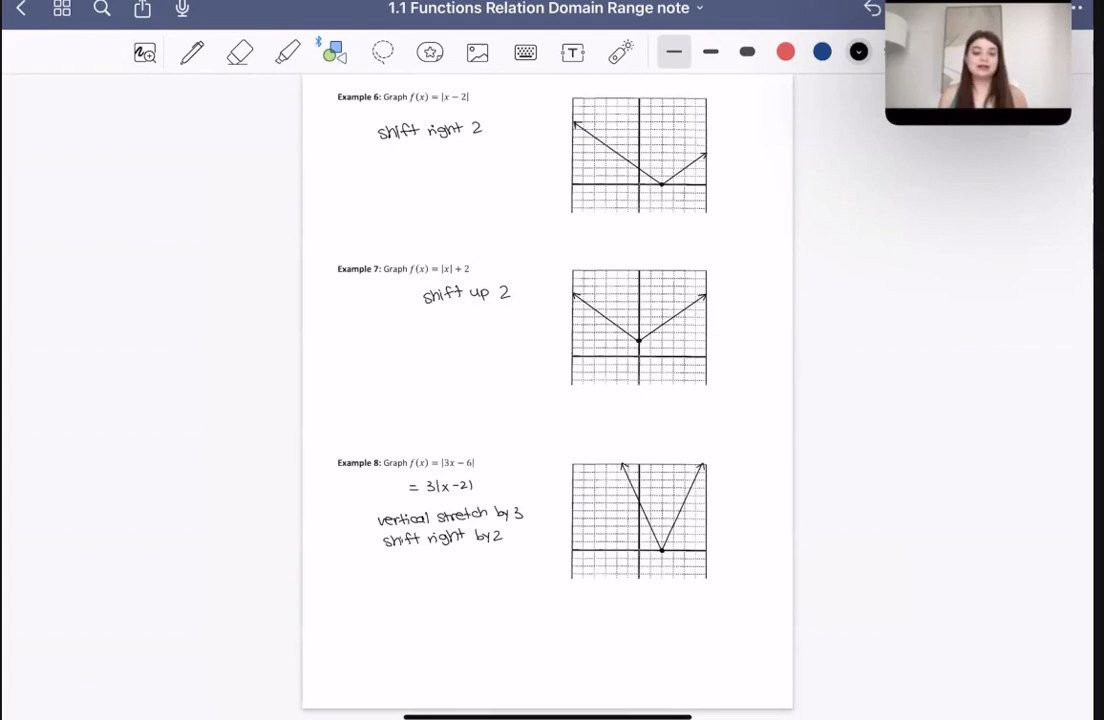 1.1 Functions Relation Domain Range note
T
Example 6: Graph f(x) = |x − 2|
shift right 2
Example 7: Graph f(x) = |x| + 2
shift up 2
Example 8: Graph f(x) = |3x − 6|
= 3|x-2|
vertical stretch by 3
shift right by 2